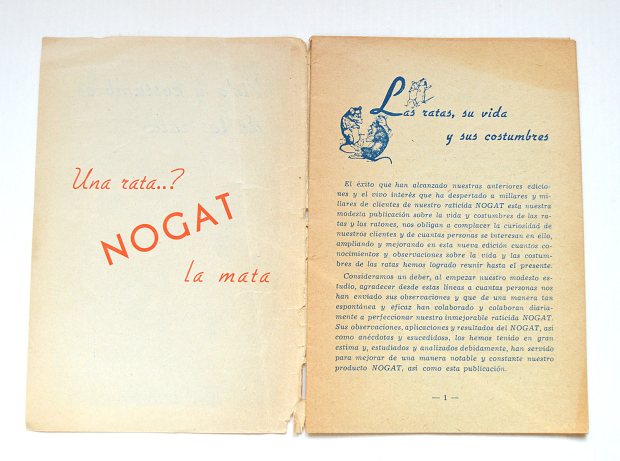 Una rata..?
NOGAT
la mata
Las ratas, su vida
y sus costumbres
El éxito que han alcanzado nuestras anteriores edicio-
nes y el vivo interés que ha despertado a millares y mi-
llares de clientes de nuestro raticida NOGAT esta nuestra
modesta publicación sobre la vida y costumbres de las ra-
tas y los ratones, nos obligan a complacer la curiosidad de
nuestros clientes y de cuantas personas se interesan en ello,
ampliando y mejorando en esta nueva edición cuantos co-
nocimientos y observaciones sobre la vida y las costum-
bres de las ratas hemos logrado reunir hasta el presente.
Consideramos un deber, al empezar nuestro modesto es-
tudio, agradecer desde estas líneas a cuantas personas nos
han enviado sus observaciones y que de una manera tan
espontánea y eficaz han colaborado y colaboran diaria-
mente a perfeccionar nuestro inmejorable raticida NOGAT.
Sus observaciones, aplicaciones y resultados del NOGAT, así
como anécdotas y sucedidos, los hemos tenido en gran
estima y, estudiados y analizados debidamente, han servido
para mejorar de una manera notable y constante nuestro
producto NOGAT, así como esta publicación.
— 1 —